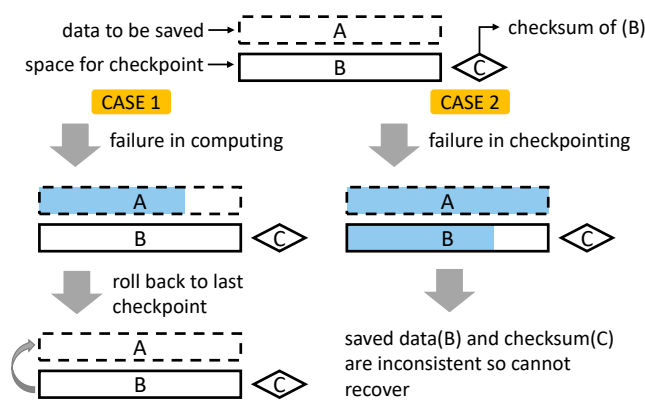 data to be saved
A
checksum of (B)
space for checkpoint
B
C
CASE 1
CASE 2
failure in computing
failure in checkpointing
A
B
C
A
B
C
roll back to last
checkpoint
A
B
C
saved data(B) and checksum(C)
are inconsistent so cannot
recover